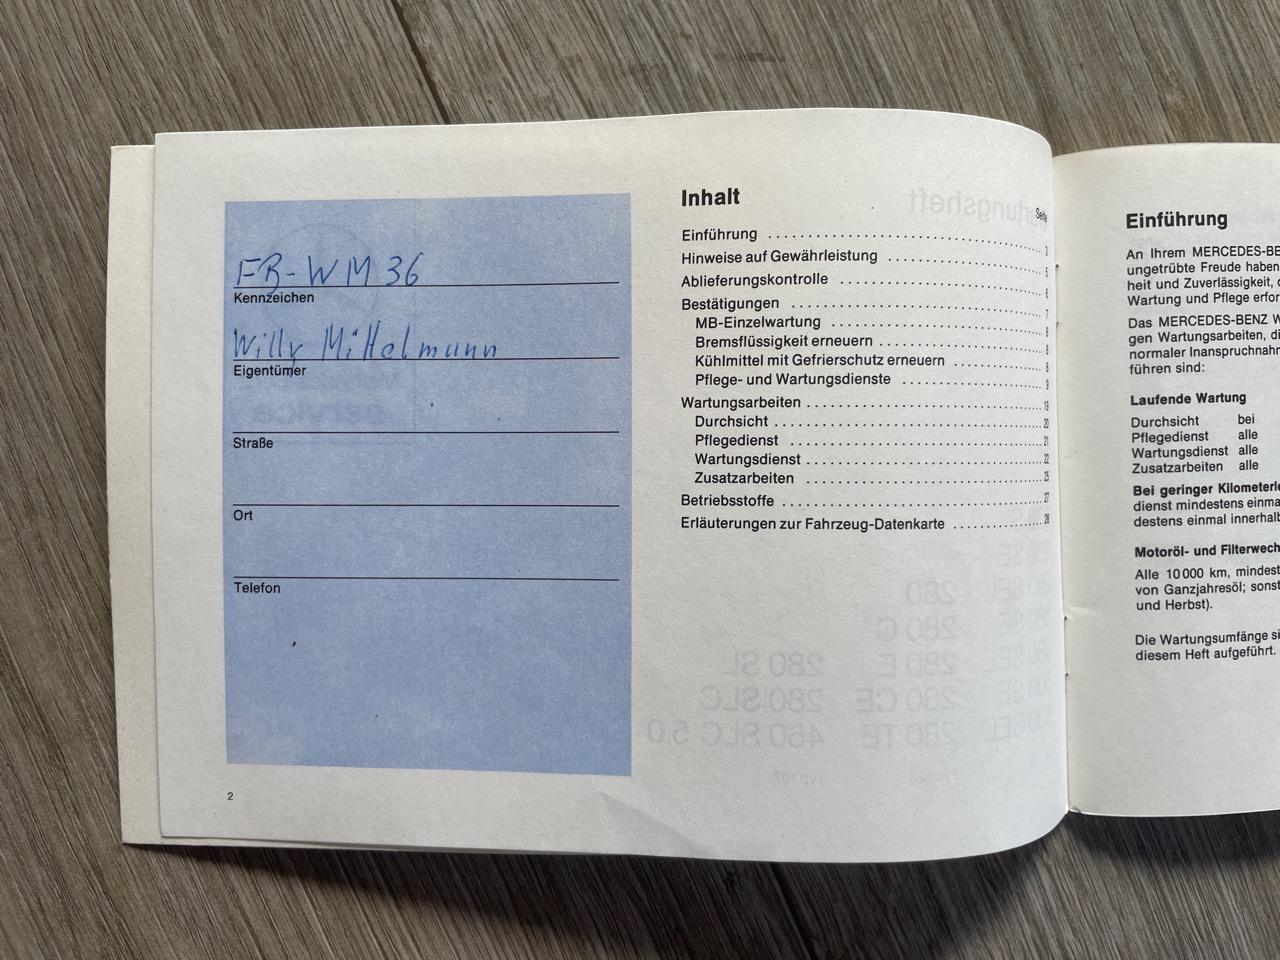 FR-WM 36
Kennzeichen
Willy Mittelmann
Eigentümer
Straße
Ort
Telefon
2
Inhalt
Seite
Einführung ........ 3
Hinweise auf Gewährleistung ........ 5
Ablieferungskontrolle ........ 6
Bestätigungen ........ 7
MB-Einzelwartung ........ 8
Bremsflüssigkeit erneuern ........ 8
Kühlmittel mit Gefrierschutz erneuern ........ 8
Pflege- und Wartungsdienste ........ 9
Wartungsarbeiten ........ 19
Durchsicht ........ 20
Pflegedienst ........ 21
Wartungsdienst ........ 22
Zusatzarbeiten ........ 25
Betriebsstoffe ........ 27
Erläuterungen zur Fahrzeug-Datenkarte ........ 28
Einführung
An Ihrem MERCEDES-BE
ungetrübte Freude haben
heit und Zuverlässigkeit,
Wartung und Pflege erfor
Das MERCEDES-BENZ W
gen Wartungsarbeiten, di
normaler Inanspruchnahm
führen sind:
Laufende Wartung
Durchsicht bei
Pflegedienst alle
Wartungsdienst alle
Zusatzarbeiten alle
Bei geringer Kilometerle
dienst mindestens einma
destens einmal innerhalb
Motoröl- und Filterwech
Alle 10 000 km, mindest
von Ganzjahresöl; sonst
und Herbst).
Die Wartungsumfänge si
diesem Heft aufgeführt.